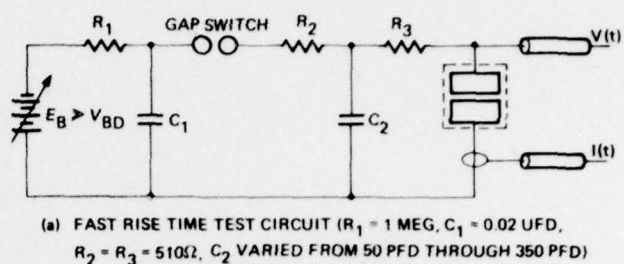 R1 GAP SWITCH R2 R3 V(t)
EB > VBD C1 C2
I(t)
(a) FAST RISE TIME TEST CIRCUIT (R1 = 1 MEG, C1 = 0.02 UFD,
R2 = R3 = 510Ω, C2 VARIED FROM 50 PFD THROUGH 350 PFD)